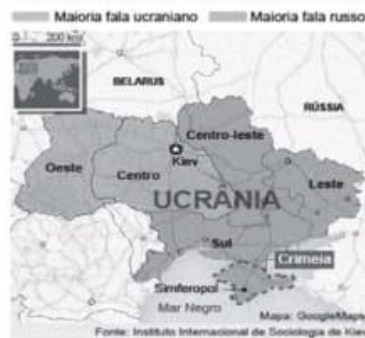 Maioria fala ucraniano Maioria fala russo
200 km
BELARUS
RÚSSIA
Centro-leste
Kiev
Oeste
Centro
Leste
UCRÂNIA
Sul
Crimeia
Simferopol
Mar Negro
Mapa: GoogleMaps
Fonte: Instituto Internacional de Sociologia de Kiev